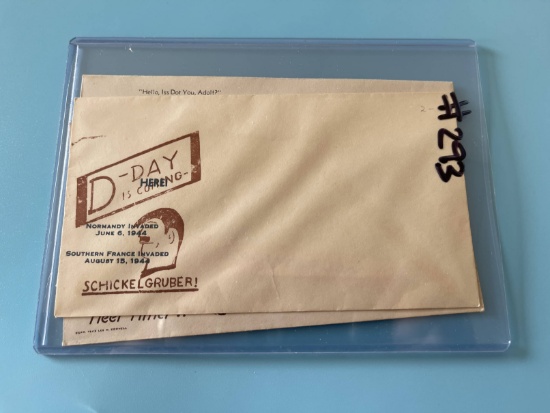 "Hello, Iss Dot You, Adolf?"
#293
D-DAY
IS COMING-
HERE!
NORMANDY INVADED
JUNE 6, 1944
SOUTHERN FRANCE INVADED
AUGUST 15, 1944
SCHICKELGRUBER!